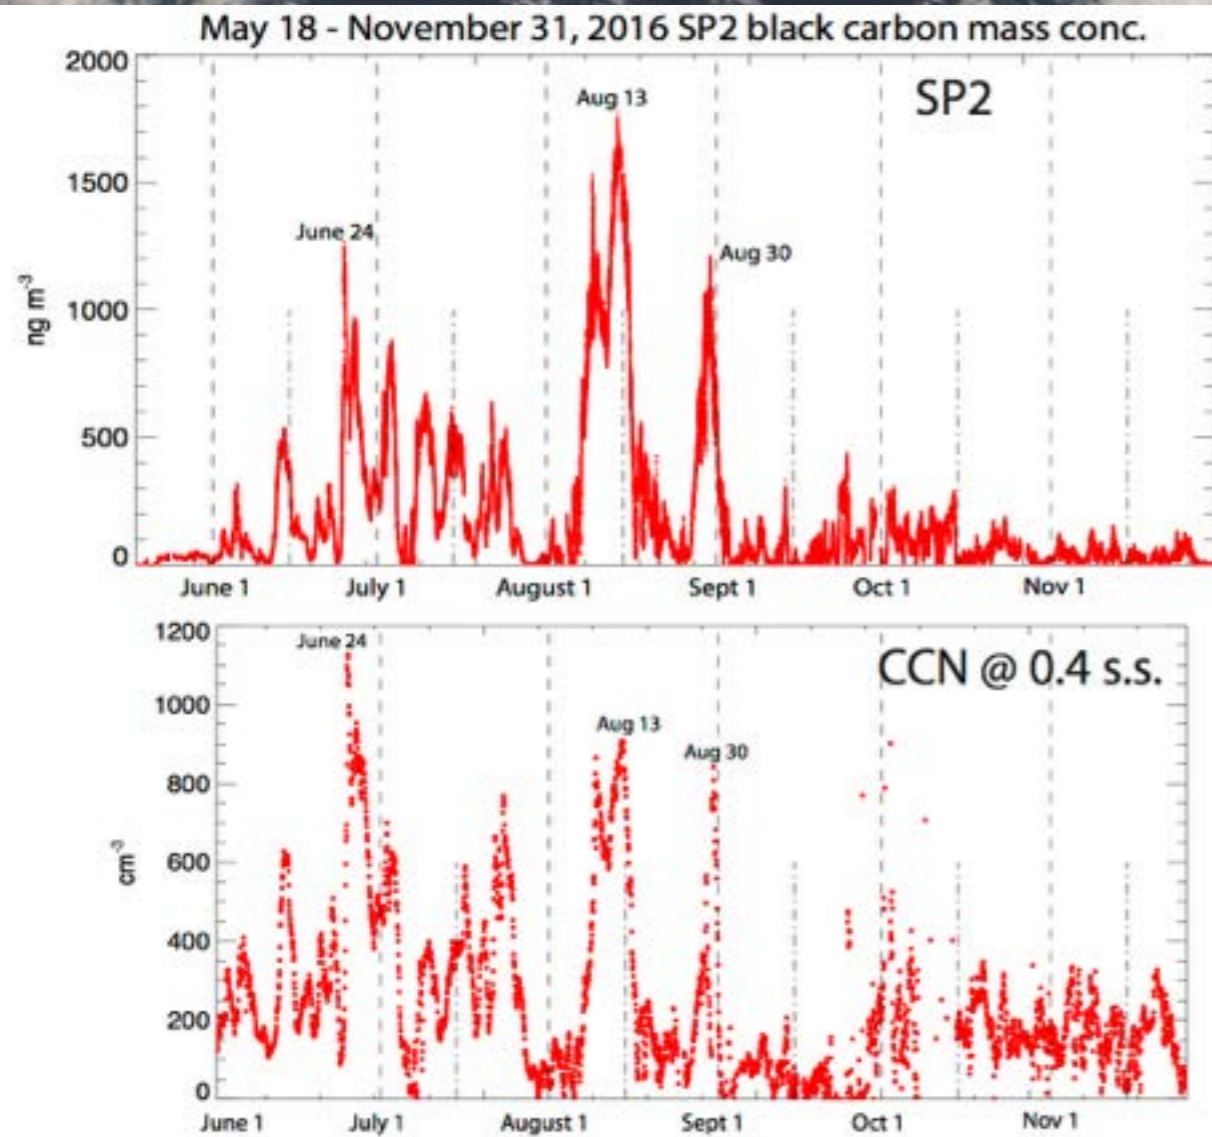 May 18 - November 31, 2016 SP2 black carbon mass conc.
2000
Aug 13
SP2
1500
June 24
Aug 30
ng m-3
1000
500
0
June 1 July 1 August 1 Sept 1 Oct 1 Nov 1
1200
June 24
CCN @ 0.4 s.s.
1000
Aug 13
Aug 30
800
cm-3
600
400
200
0
June 1 July 1 August 1 Sept 1 Oct 1 Nov 1